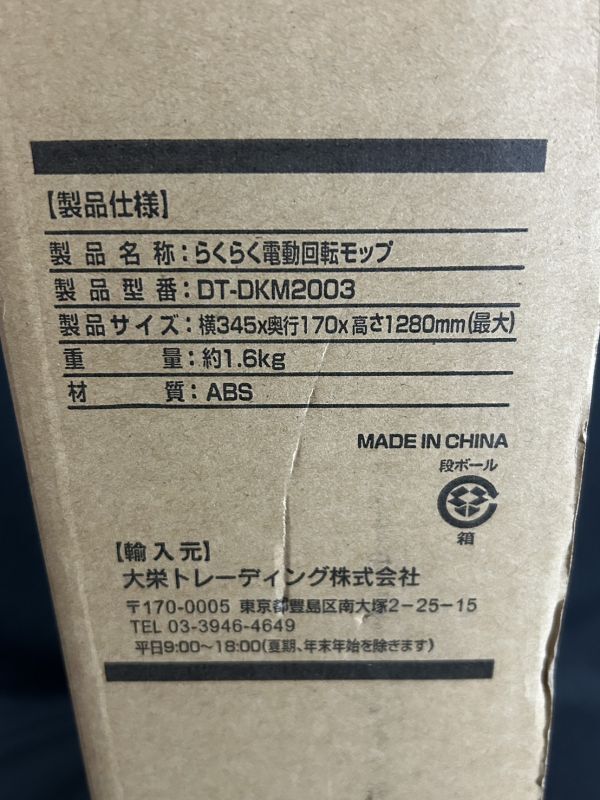 【製品仕様】
製品名称：らくらく電動回転モップ
製品型番：DT-DKM2003
製品サイズ：横345x奥行170x高さ1280mm(最大)
重量：約1.6kg
材質：ABS
MADE IN CHINA
段ボール
箱
【輸入元】
大栄トレーディング株式会社
〒170-0005 東京都豊島区南大塚2-25-15
TEL 03-3946-4649
平日9:00～18:00(夏期、年末年始を除きます)